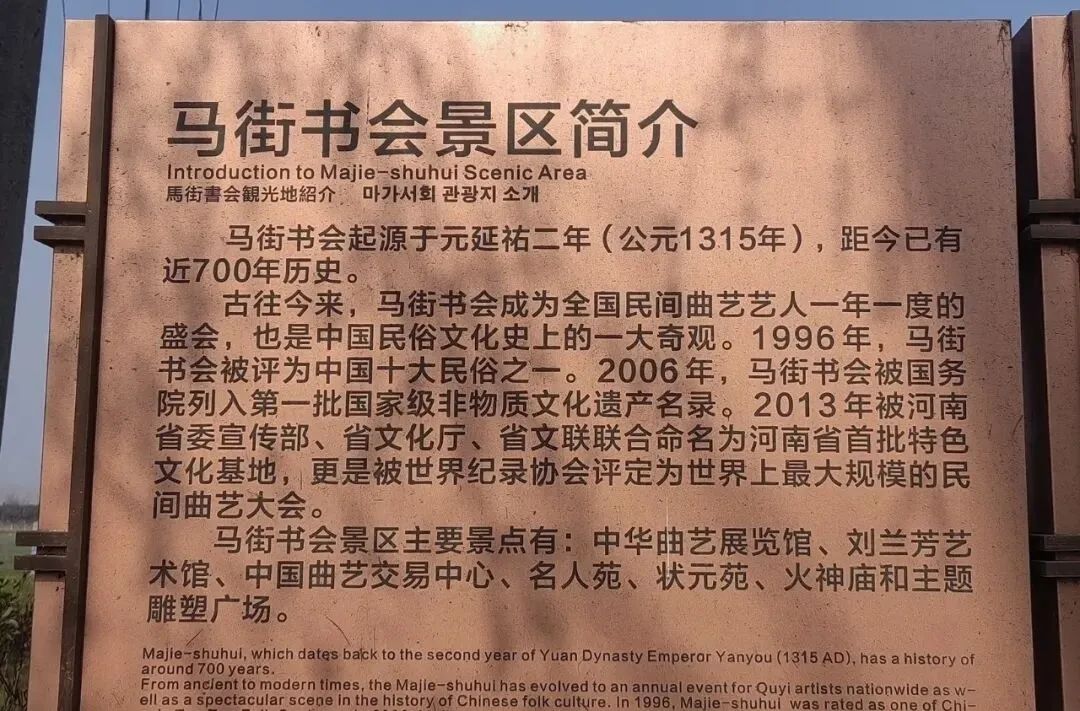 马街书会景区简介
Introduction to Majie-shuhui Scenic Area
馬街書会観光地紹介 마가서회 관광지 소개
马街书会起源于元延祐二年（公元1315年），距今已有
近700年历史。
古往今来，马街书会成为全国民间曲艺艺人一年一度的
盛会，也是中国民俗文化史上的一大奇观。1996年，马街
书会被评为中国十大民俗之一。2006年，马街书会被国务
院列入第一批国家级非物质文化遗产名录。2013年被河南
省委宣传部、省文化厅、省文联联合命名为河南省首批特色
文化基地，更是被世界纪录协会评定为世界上最大规模的民
间曲艺大会。
马街书会景区主要景点有：中华曲艺展览馆、刘兰芳艺
术馆、中国曲艺交易中心、名人苑、状元苑、火神庙和主题
雕塑广场。
Majie-shuhui, which dates back to the second year of Yuan Dynasty Emperor Yanyou (1315 AD), has a history of
around 700 years.
From ancient to modern times, the Majie-shuhui has evolved to an annual event for Quyi artists nationwide as w-
ell as a spectacular scene in the history of Chinese folk culture. In 1996, Majie-shuhui was rated as one of Chi-